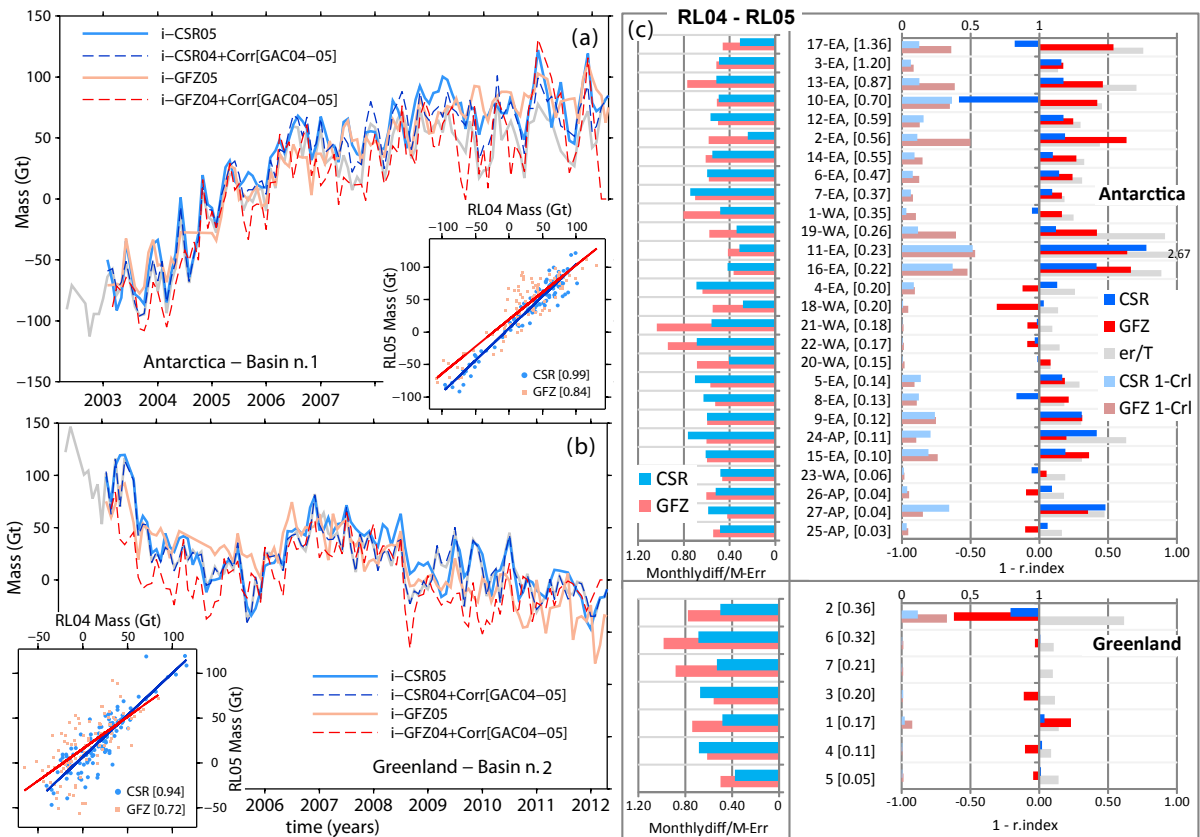 (a)
i−CSR05
i−CSR04+Corr[GAC04−05]
i−GFZ05
i−GFZ04+Corr[GAC04−05]
150
100
50
0
−50
−100
−150
Mass (Gt)
2003 2004 2005 2006 2007
Antarctica − Basin n.1
RL04 Mass (Gt)
−100 0 100
RL05 Mass (Gt)
100
50
0
−50
−100
CSR [0.99]
GFZ [0.84]
(b)
150
100
50
0
Mass (Gt)
RL04 Mass (Gt)
−50 0 50 100
RL05 Mass (Gt)
100
50
0
−50
CSR [0.94]
GFZ [0.72]
i−CSR05
i−CSR04+Corr[GAC04−05]
i−GFZ05
i−GFZ04+Corr[GAC04−05]
Greenland − Basin n.2
2006 2007 2008 2009 2010 2011 2012
time (years)
(c) RL04 - RL05
CSR
GFZ
1.20 0.80 0.40 0
Monthlydiff/M-Err
0 0.5 1 0 0.5 1
17-EA, [1.36]
3-EA, [1.20]
13-EA, [0.87]
10-EA, [0.70]
12-EA, [0.59]
2-EA, [0.56]
14-EA, [0.55]
6-EA, [0.47]
7-EA, [0.37]
1-WA, [0.35]
19-WA, [0.26]
11-EA, [0.23]
16-EA, [0.22]
4-EA, [0.20]
18-WA, [0.20]
21-WA, [0.18]
22-WA, [0.17]
20-WA, [0.15]
5-EA, [0.14]
8-EA, [0.13]
9-EA, [0.12]
24-AP, [0.11]
15-EA, [0.10]
23-WA, [0.06]
26-AP, [0.04]
27-AP, [0.04]
25-AP, [0.03]
Antarctica
2.67
CSR
GFZ
er/T
CSR 1-Crl
GFZ 1-Crl
-1.00 -0.50 0.00 0.50 1.00
1 - r.index
1.20 0.80 0.40 0
Monthlydiff/M-Err
0 0.5 1 0 0.5 1
2 [0.36]
6 [0.32]
7 [0.21]
3 [0.20]
1 [0.17]
4 [0.11]
5 [0.05]
Greenland
-1.00 -0.50 0.00 0.50 1.00
1 - r.index